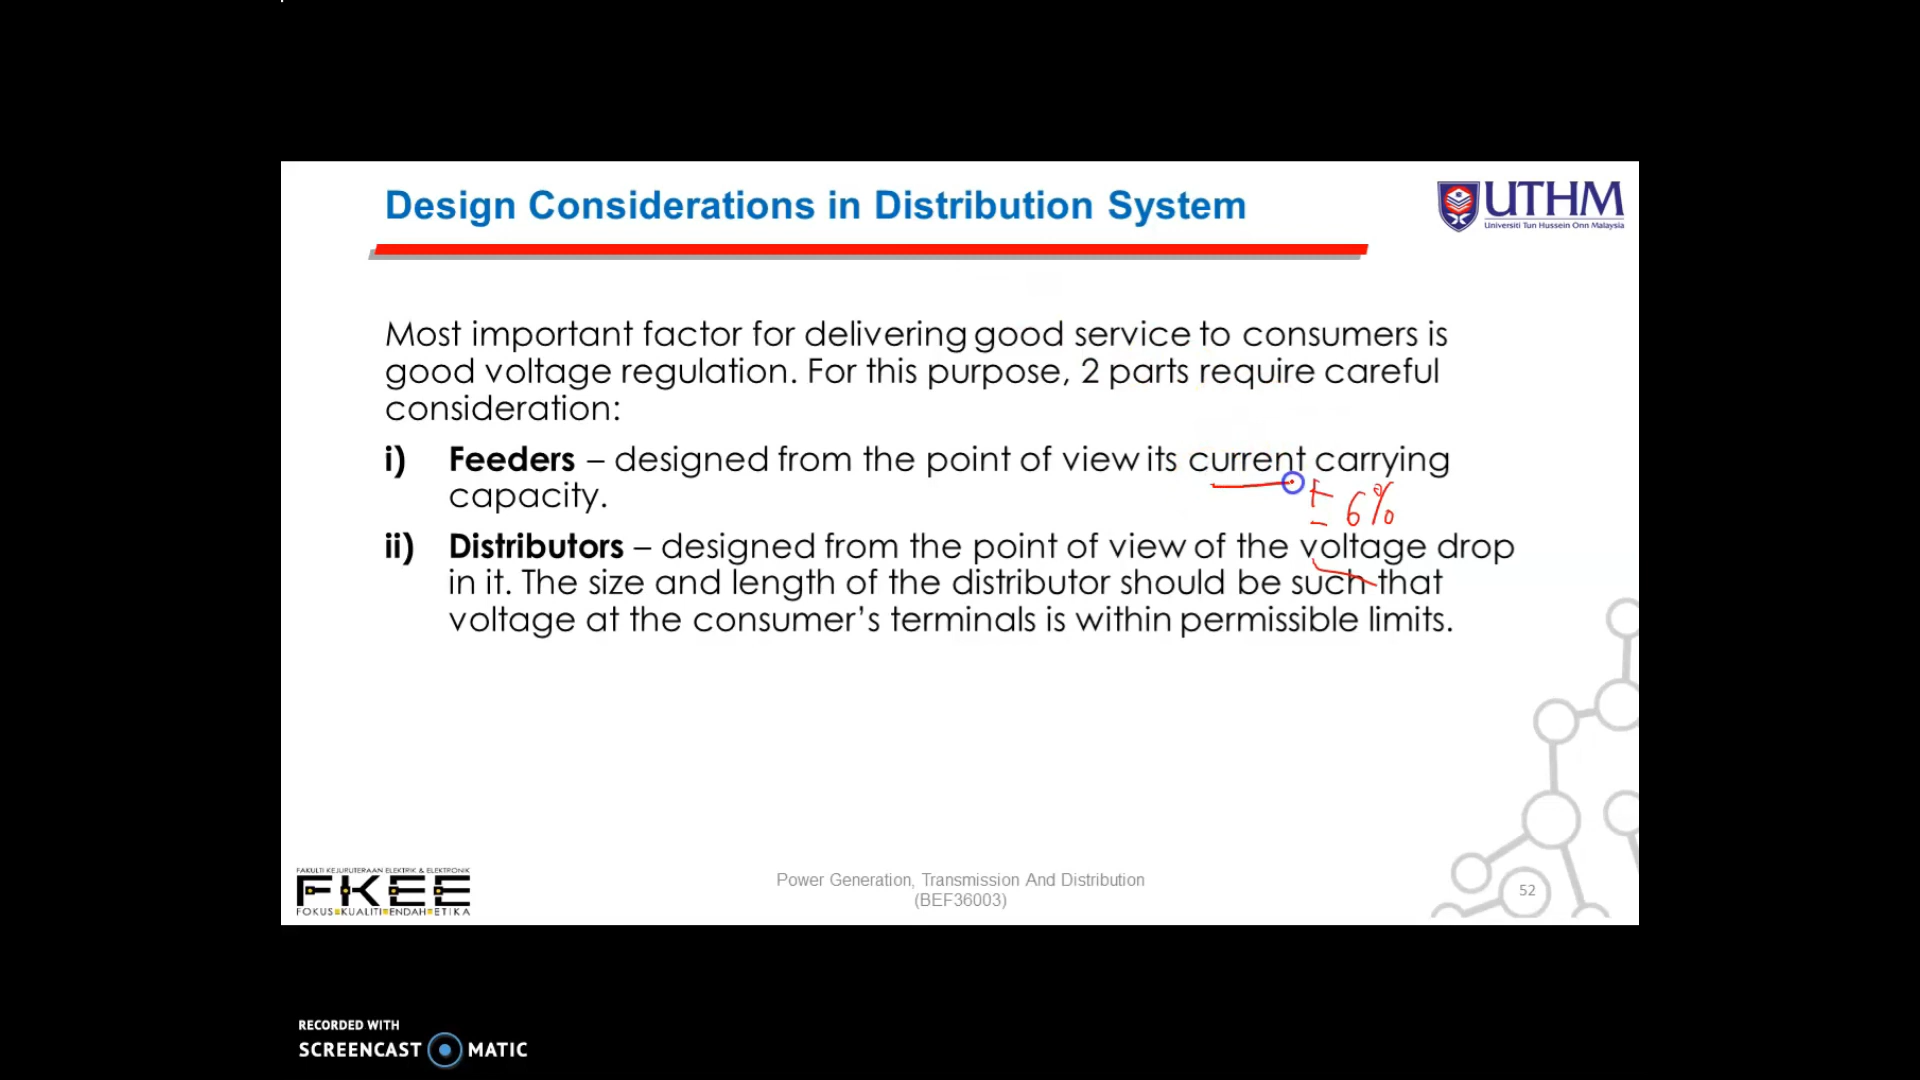 Design Considerations in Distribution System
UTHM
Universiti Tun Hussein Onn Malaysia
Most important factor for delivering good service to consumers is
good voltage regulation. For this purpose, 2 parts require careful
consideration:
i) Feeders – designed from the point of view its current carrying
capacity.
± 6%
ii) Distributors – designed from the point of view of the voltage drop
in it. The size and length of the distributor should be such that
voltage at the consumer’s terminals is within permissible limits.
FAKULTI KEJURUTERAAN ELEKTRIK & ELEKTRONIK
FKEE
FOKUS KUALITI ENDAH ETIKA
Power Generation, Transmission And Distribution
(BEF36003)
52
RECORDED WITH
SCREENCAST MATIC